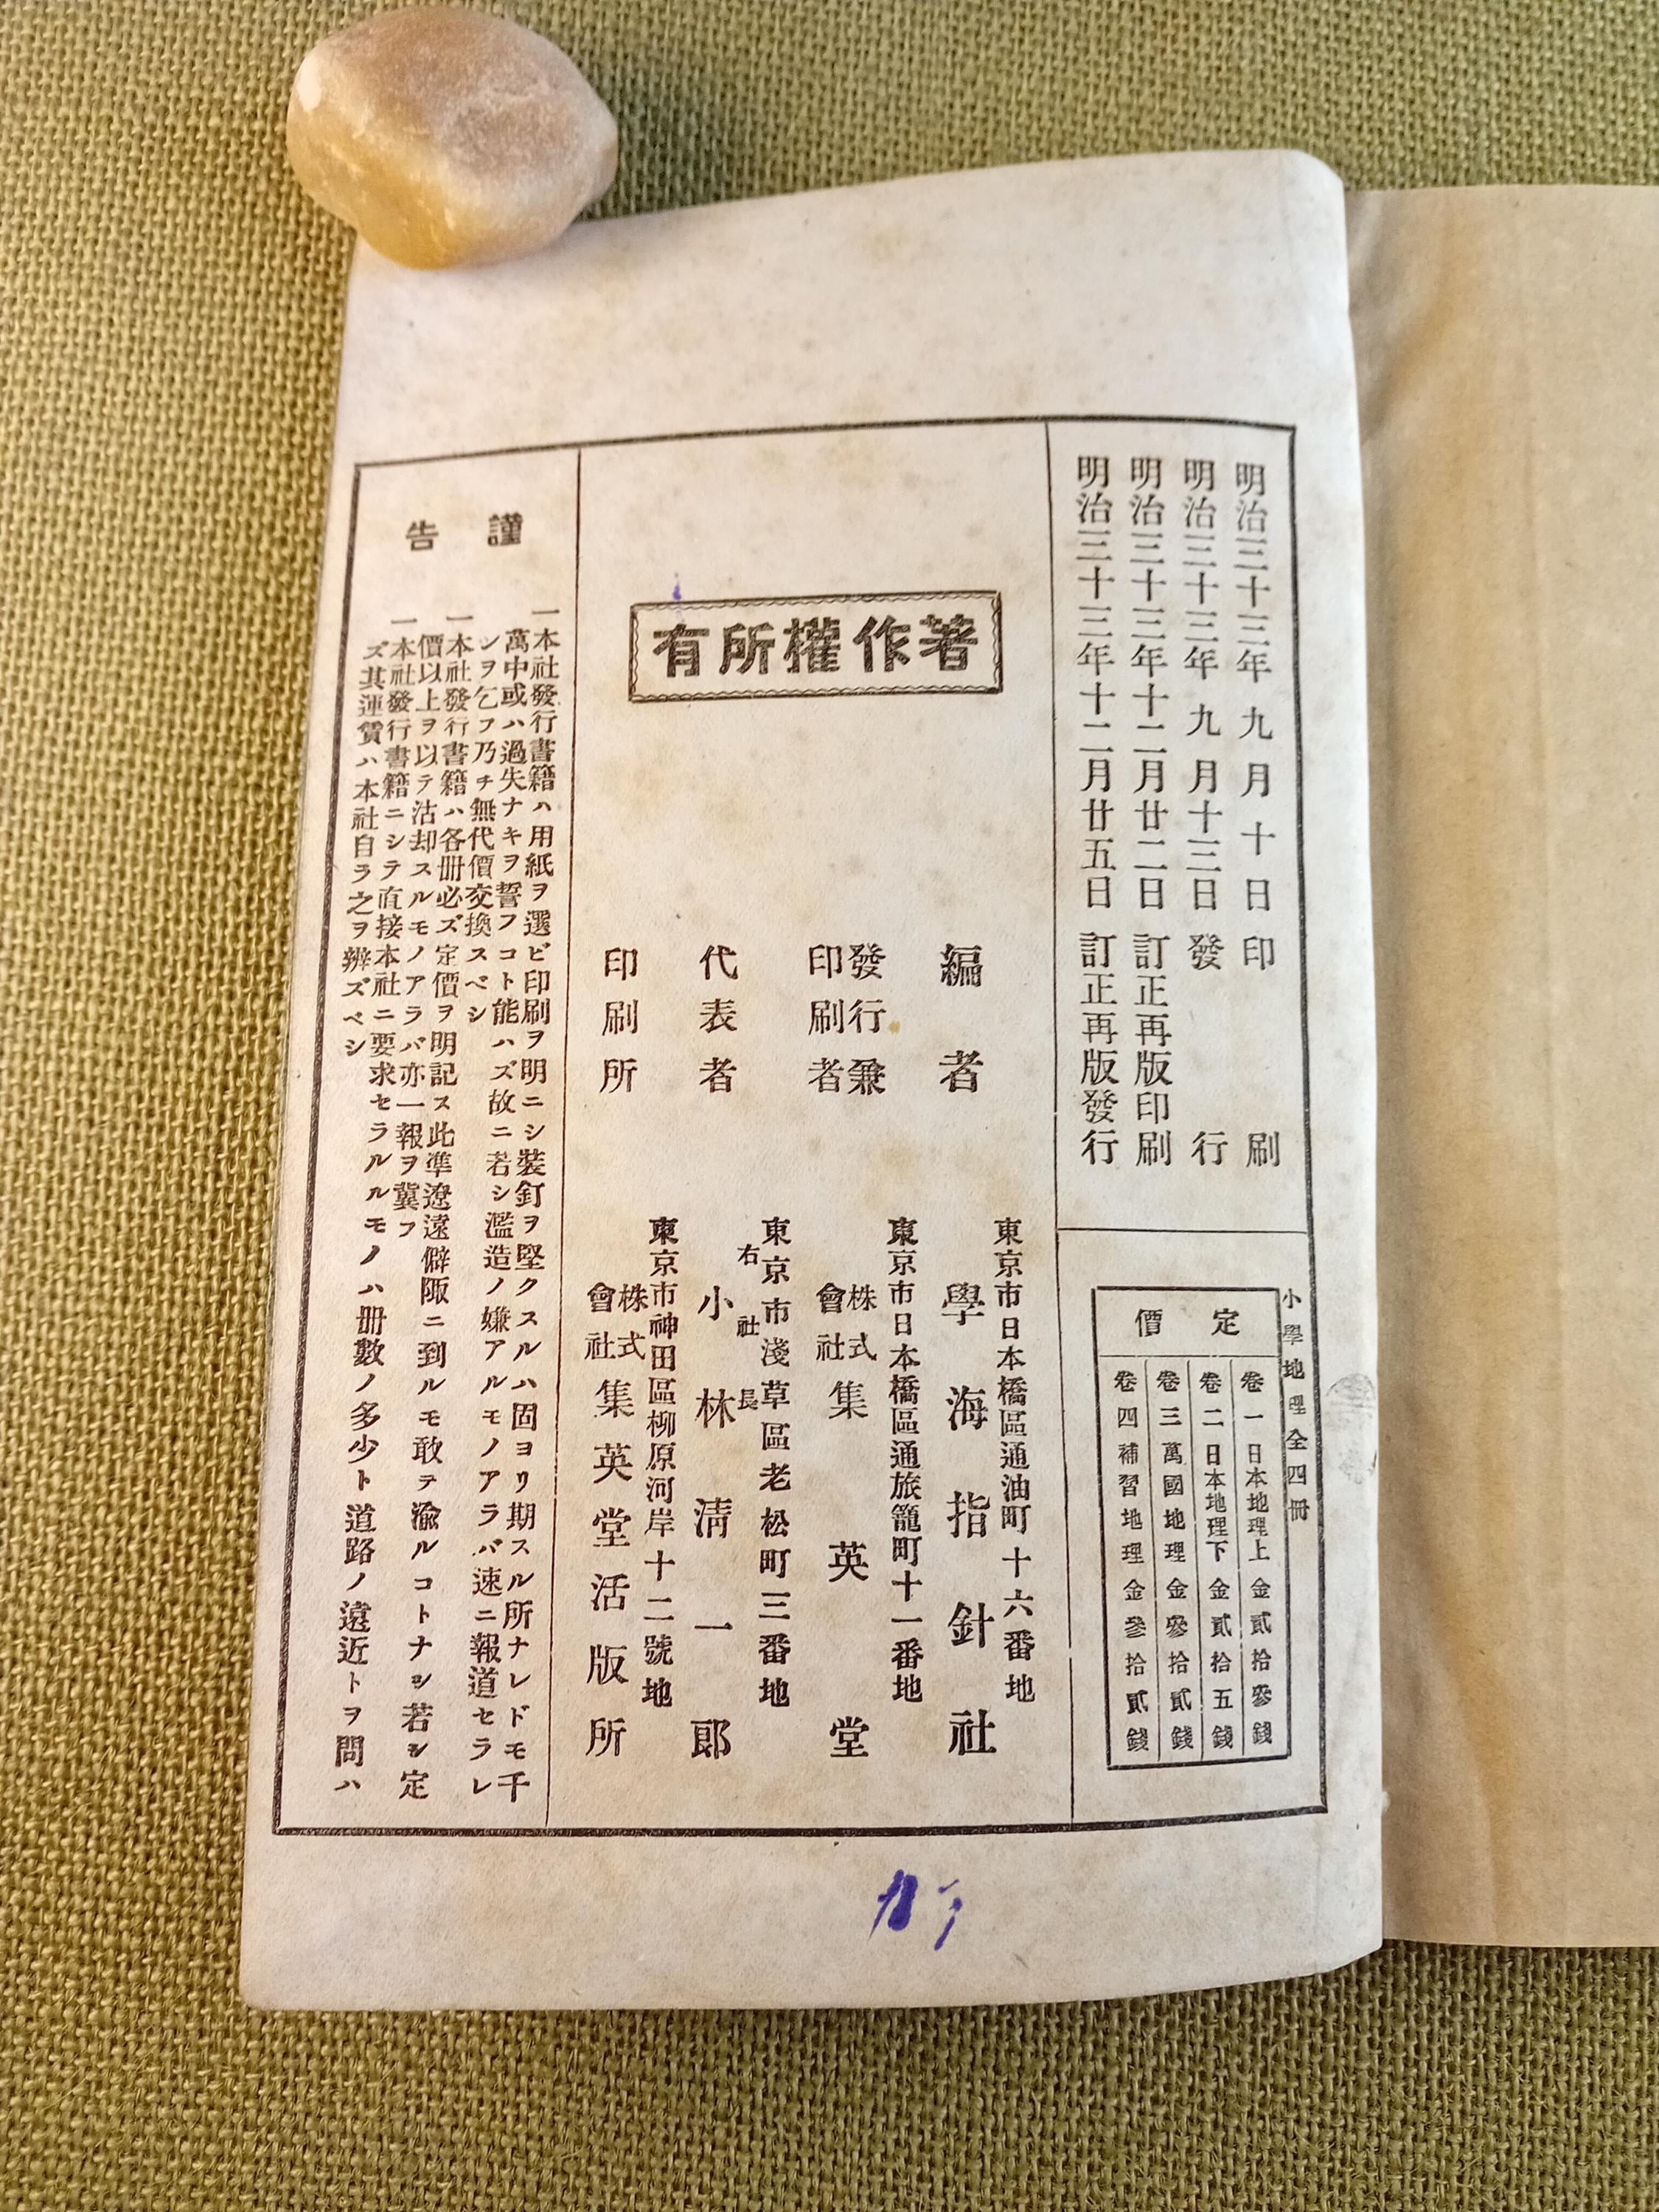 明治三十三年九月十日印刷
明治三十三年九月十三日發行
明治三十三年十二月廿二日訂正再版印刷
明治三十三年十二月廿五日訂正再版發行
小學地理全四冊
定價
卷一日本地理上金貳拾參錢
卷二日本地理下金貳拾五錢
卷三萬國地理金參拾貳錢
卷四補習地理金參拾貳錢
著作權所有
東京市日本橋區通油町十六番地
編者 學海指針社
東京市日本橋區通旅籠町十一番地
發行兼印刷者 株式會社集英堂
東京市淺草區老松町三番地
右社長
代表者 小林淸一郎
東京市神田區柳原河岸十二號地
印刷所 株式會社集英堂活版所
謹告
一本社發行書籍ハ用紙ヲ選ビ印刷ヲ明ニシ裝釘ヲ堅クスルハ固ヨリ期スル所ナレドモ千
萬中或ハ過失ナキヲ誓フコト能ハズ故ニ若シ濫造ノ嫌アルモノアラバ速ニ報道セラレ
ンヲ乞フ乃チ無代價交換スベシ
一本社發行書籍ハ各册必ズ定價ヲ明記ス此準遼遠僻陬ニ到ルモ敢テ渝ルコトナシ若シ定
價以上ヲ以テ沽却スルモノアラバ亦一報ヲ冀フ
一本社發行書籍ニシテ直接本社ニ要求セラルルモノハ册數ノ多少ト道路ノ遠近トヲ問ハ
ズ其運賃ハ本社自ラ之ヲ辨ズベシ